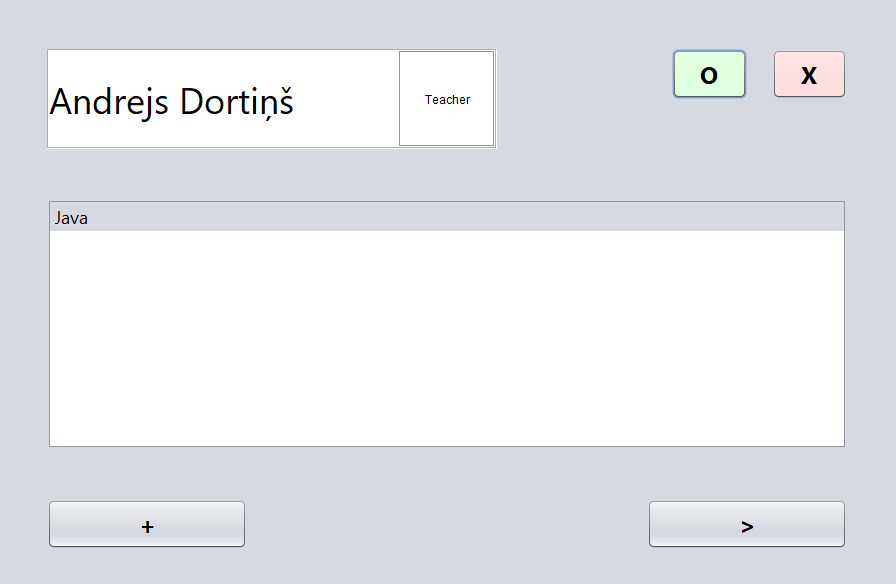 Andrejs Dortiņš
Teacher
O
X
Java
+
>